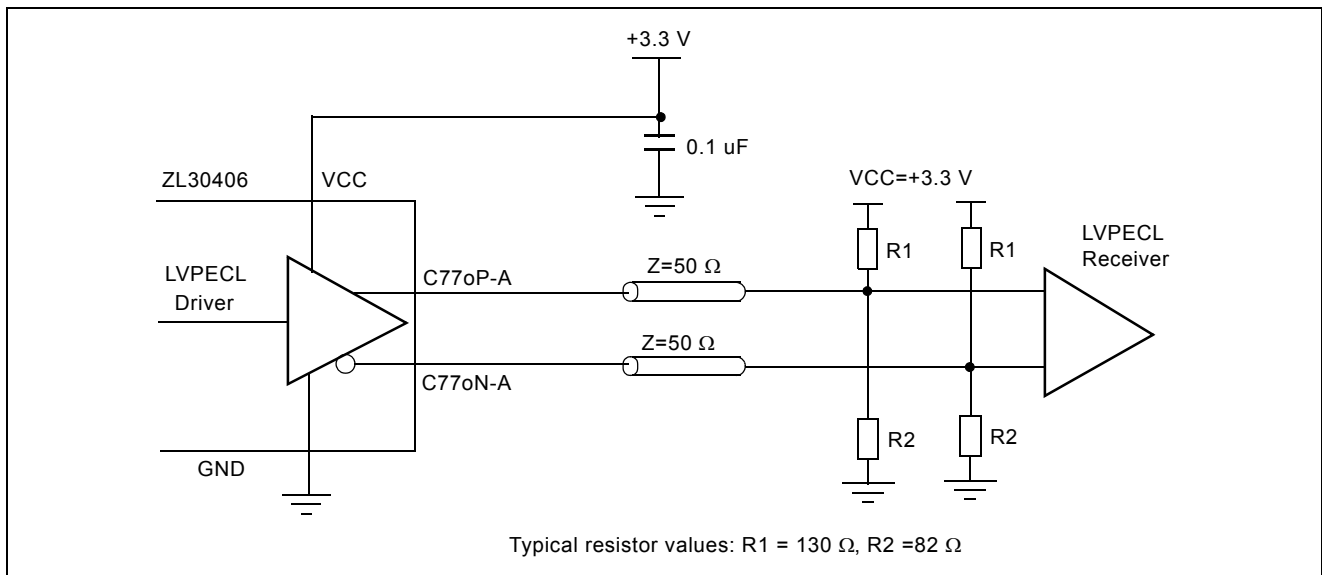 +3.3 V
0.1 uF
ZL30406
VCC
VCC=+3.3 V
R1
R1
LVPECL
Receiver
LVPECL
Driver
C77oP-A
Z=50 Ω
Z=50 Ω
C77oN-A
R2
R2
GND
Typical resistor values: R1 = 130 Ω, R2 =82 Ω